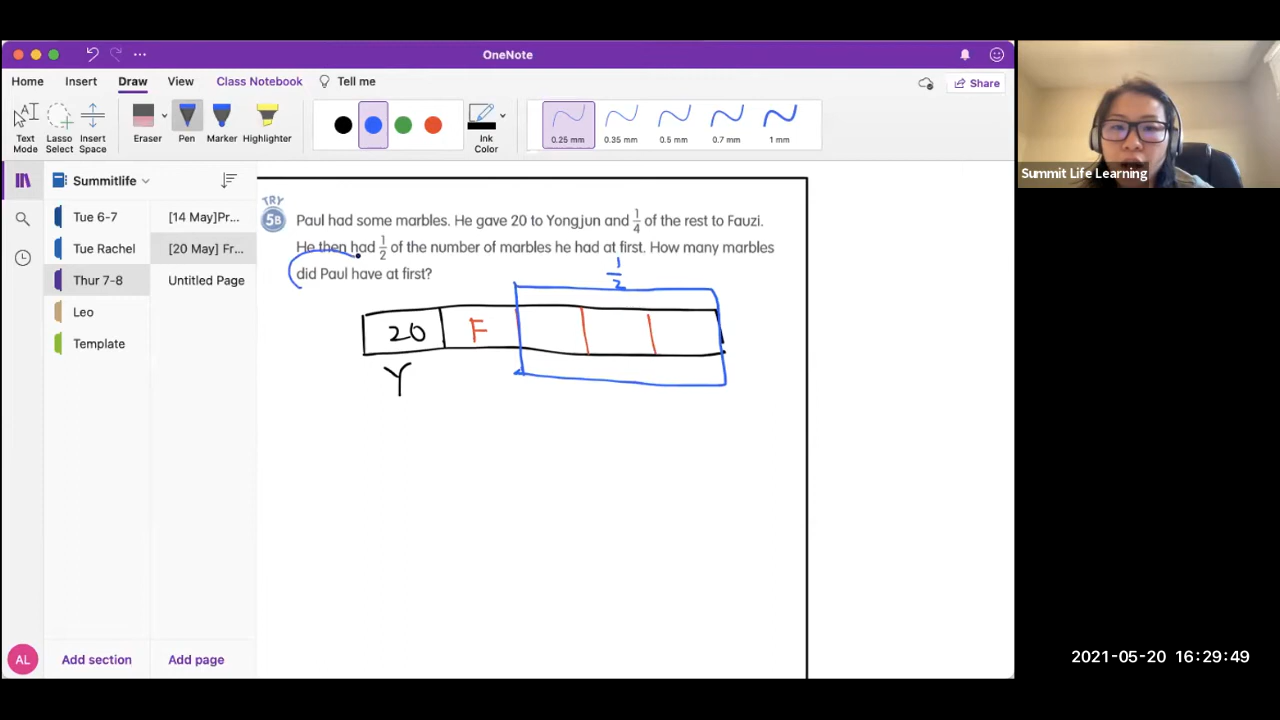 OneNote
Home Insert Draw View Class Notebook Tell me
Share
Text Mode
Lasso Select
Insert Space
Eraser
Pen
Marker
Highlighter
Ink Color
0.25 mm
0.35 mm
0.5 mm
0.7 mm
1 mm
Summitlife
Tue 6-7
Tue Rachel
Thur 7-8
Leo
Template
[14 May]Pr...
[20 May] Fr...
Untitled Page
TRY
5B
Paul had some marbles. He gave 20 to Yongjun and 1/4 of the rest to Fauzi.
He then had 1/2 of the number of marbles he had at first. How many marbles
did Paul have at first?
1/2
20 F
Y
AL
Add section
Add page
Summit Life Learning
2021-05-20 16:29:49